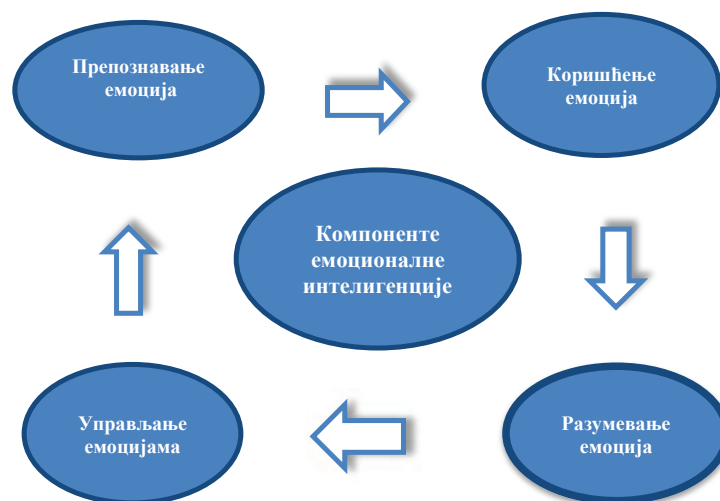 Препознавање
емоција
Коришћење
емоција
Компоненте
емоционалне
интелигенције
Управљање
емоцијама
Разумевање
емоција